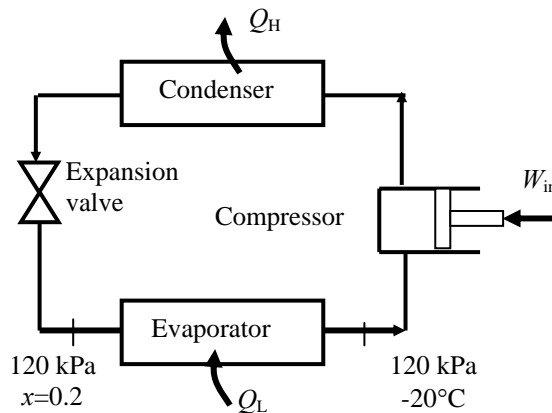 QH
Condenser
Expansion
valve
Win
Compressor
Evaporator
120 kPa
x=0.2
QL
120 kPa
-20°C